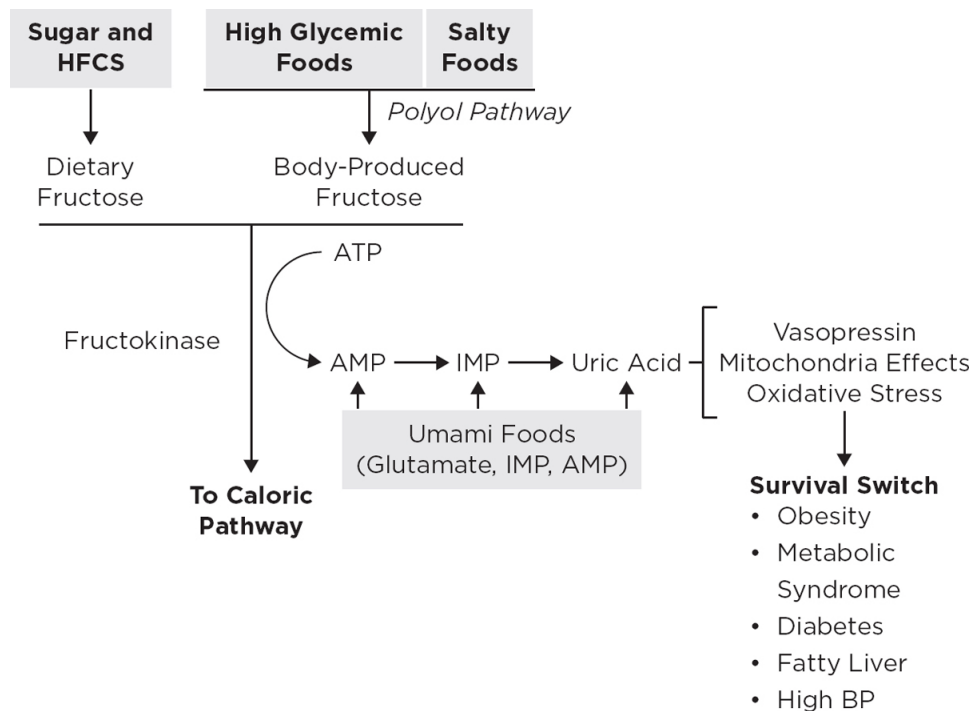 Sugar and
HFCS
High Glycemic
Foods
Salty
Foods
Polyol Pathway
Dietary
Fructose
Body-Produced
Fructose
ATP
Fructokinase
AMP
IMP
Uric Acid
Vasopressin
Mitochondria Effects
Oxidative Stress
Umami Foods
(Glutamate, IMP, AMP)
To Caloric
Pathway
Survival Switch
• Obesity
• Metabolic
Syndrome
• Diabetes
• Fatty Liver
• High BP